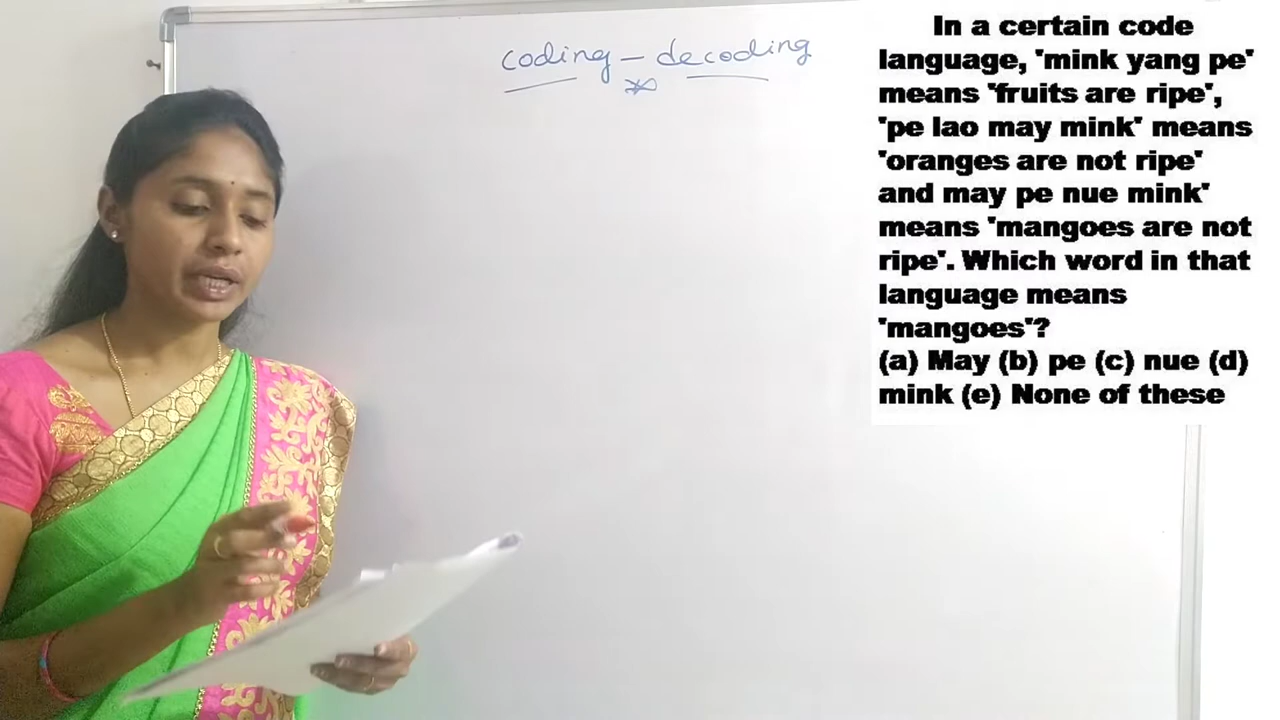 coding - decoding
In a certain code
language, 'mink yang pe'
means 'fruits are ripe',
'pe lao may mink' means
'oranges are not ripe'
and may pe nue mink'
means 'mangoes are not
ripe'. Which word in that
language means
'mangoes'?
(a) May (b) pe (c) nue (d)
mink (e) None of these